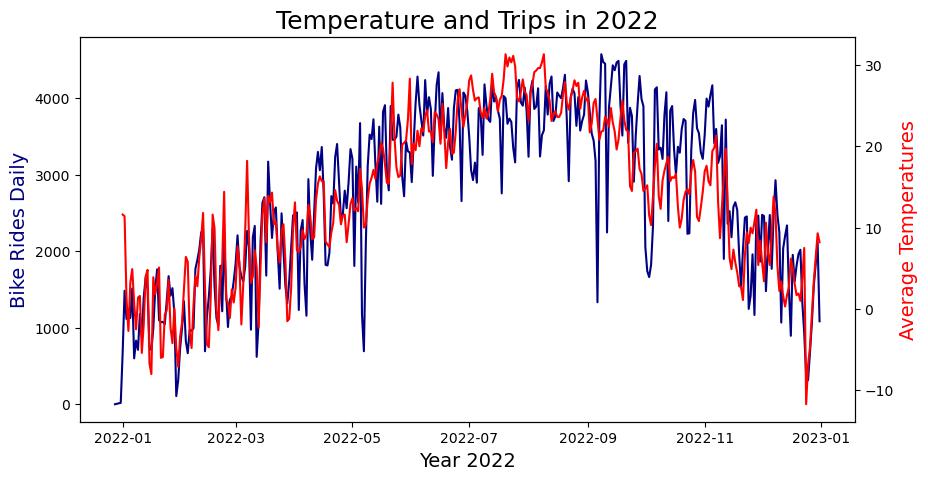 Temperature and Trips in 2022
Bike Rides Daily
4000
3000
2000
1000
0
30
20
10
0
−10
Average Temperatures
2022-01 2022-03 2022-05 2022-07 2022-09 2022-11 2023-01
Year 2022